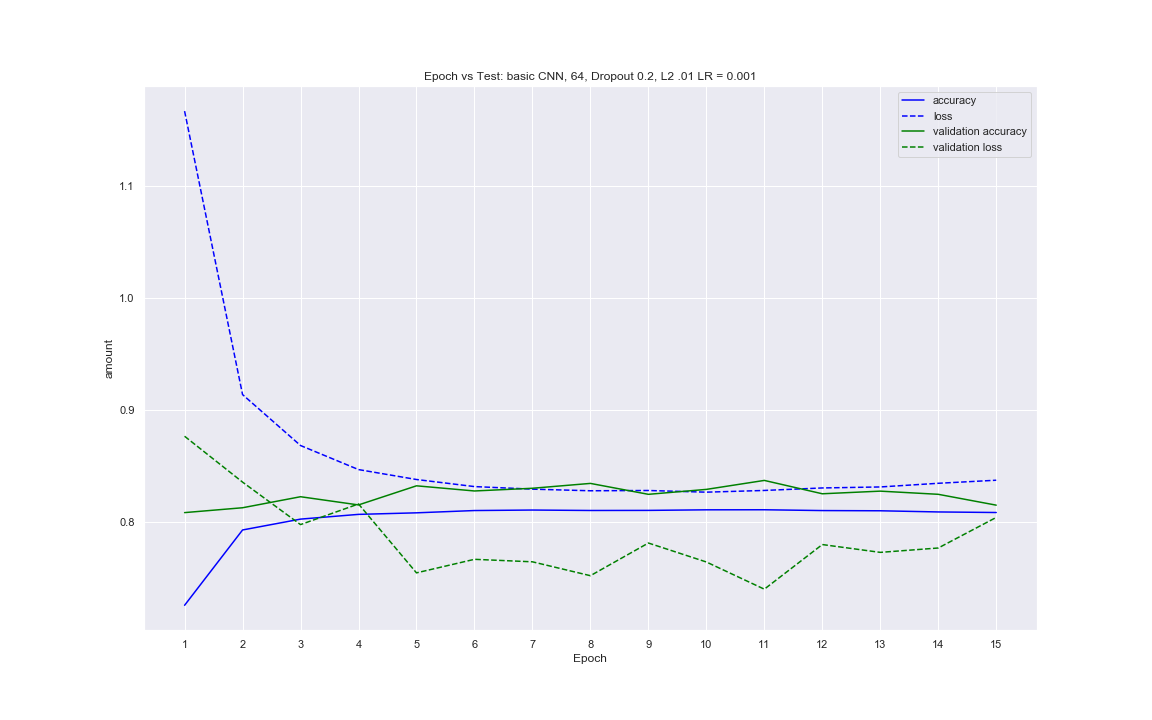 Epoch vs Test: basic CNN, 64, Dropout 0.2, L2 .01 LR = 0.001
accuracy
loss
validation accuracy
validation loss
1.1
1.0
0.9
0.8
amount
1 2 3 4 5 6 7 8 9 10 11 12 13 14 15
Epoch